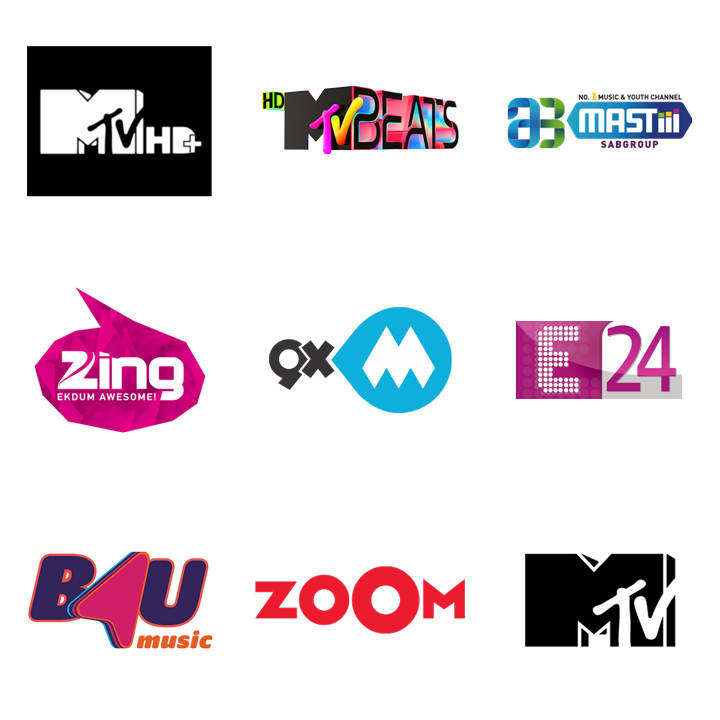 MTV HD+
HD MTV BEATS
NO. 1 MUSIC & YOUTH CHANNEL
MASTiii
SABGROUP
Zing
EKDUM AWESOME!
9x M
E 24
B4U
music
ZOOM
MTV